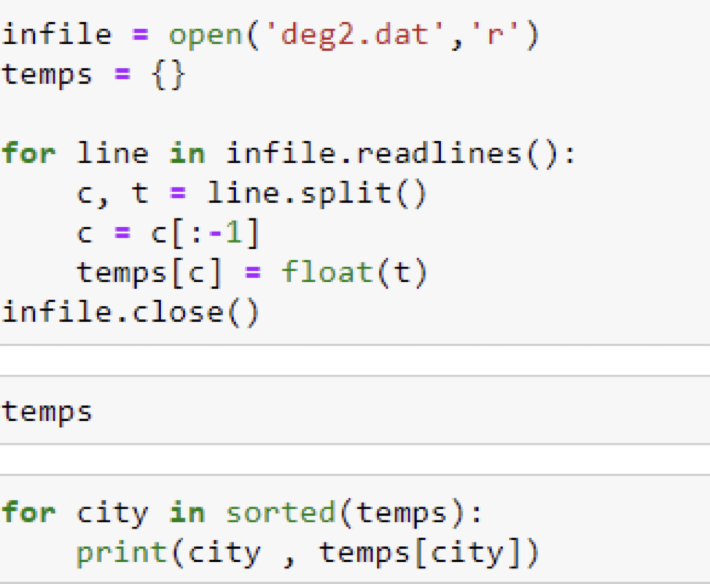 infile = open('deg2.dat','r')
temps = {}
for line in infile.readlines():
    c, t = line.split()
    c = c[:-1]
    temps[c] = float(t)
infile.close()
temps
for city in sorted(temps):
    print(city , temps[city])